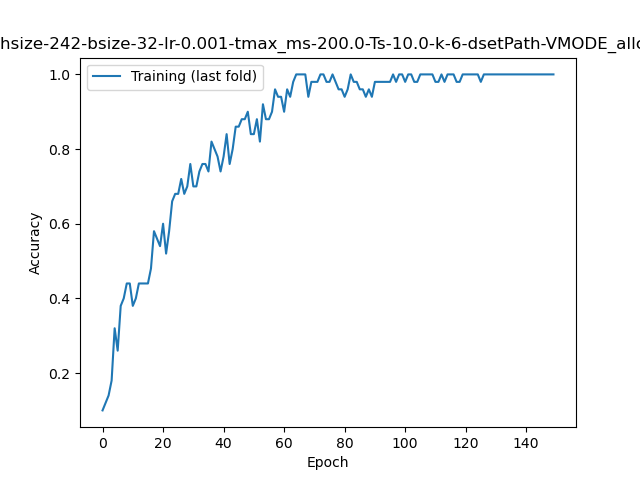 hsize-242-bsize-32-lr-0.001-tmax_ms-200.0-Ts-10.0-k-6-dsetPath-VMODE_allo
Training (last fold)
1.0
0.8
0.6
0.4
0.2
Accuracy
0 20 40 60 80 100 120 140
Epoch